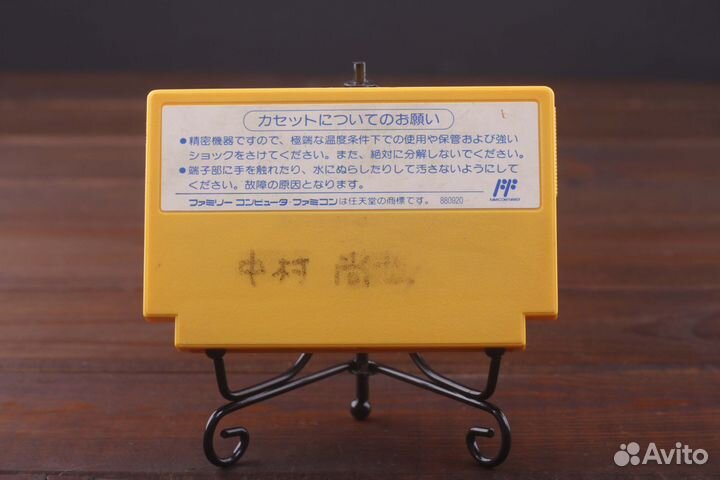 カセットについてのお願い
●精密機器ですので、極端な温度条件下での使用や保管および強い
ショックをさけてください。また、絶対に分解しないでください。
●端子部に手を触れたり、水にぬらしたりして汚さないようにして
ください。故障の原因となります。
ファミリーコンピュータ・ファミコンは任天堂の商標です。 880920
中村 尚
Avito